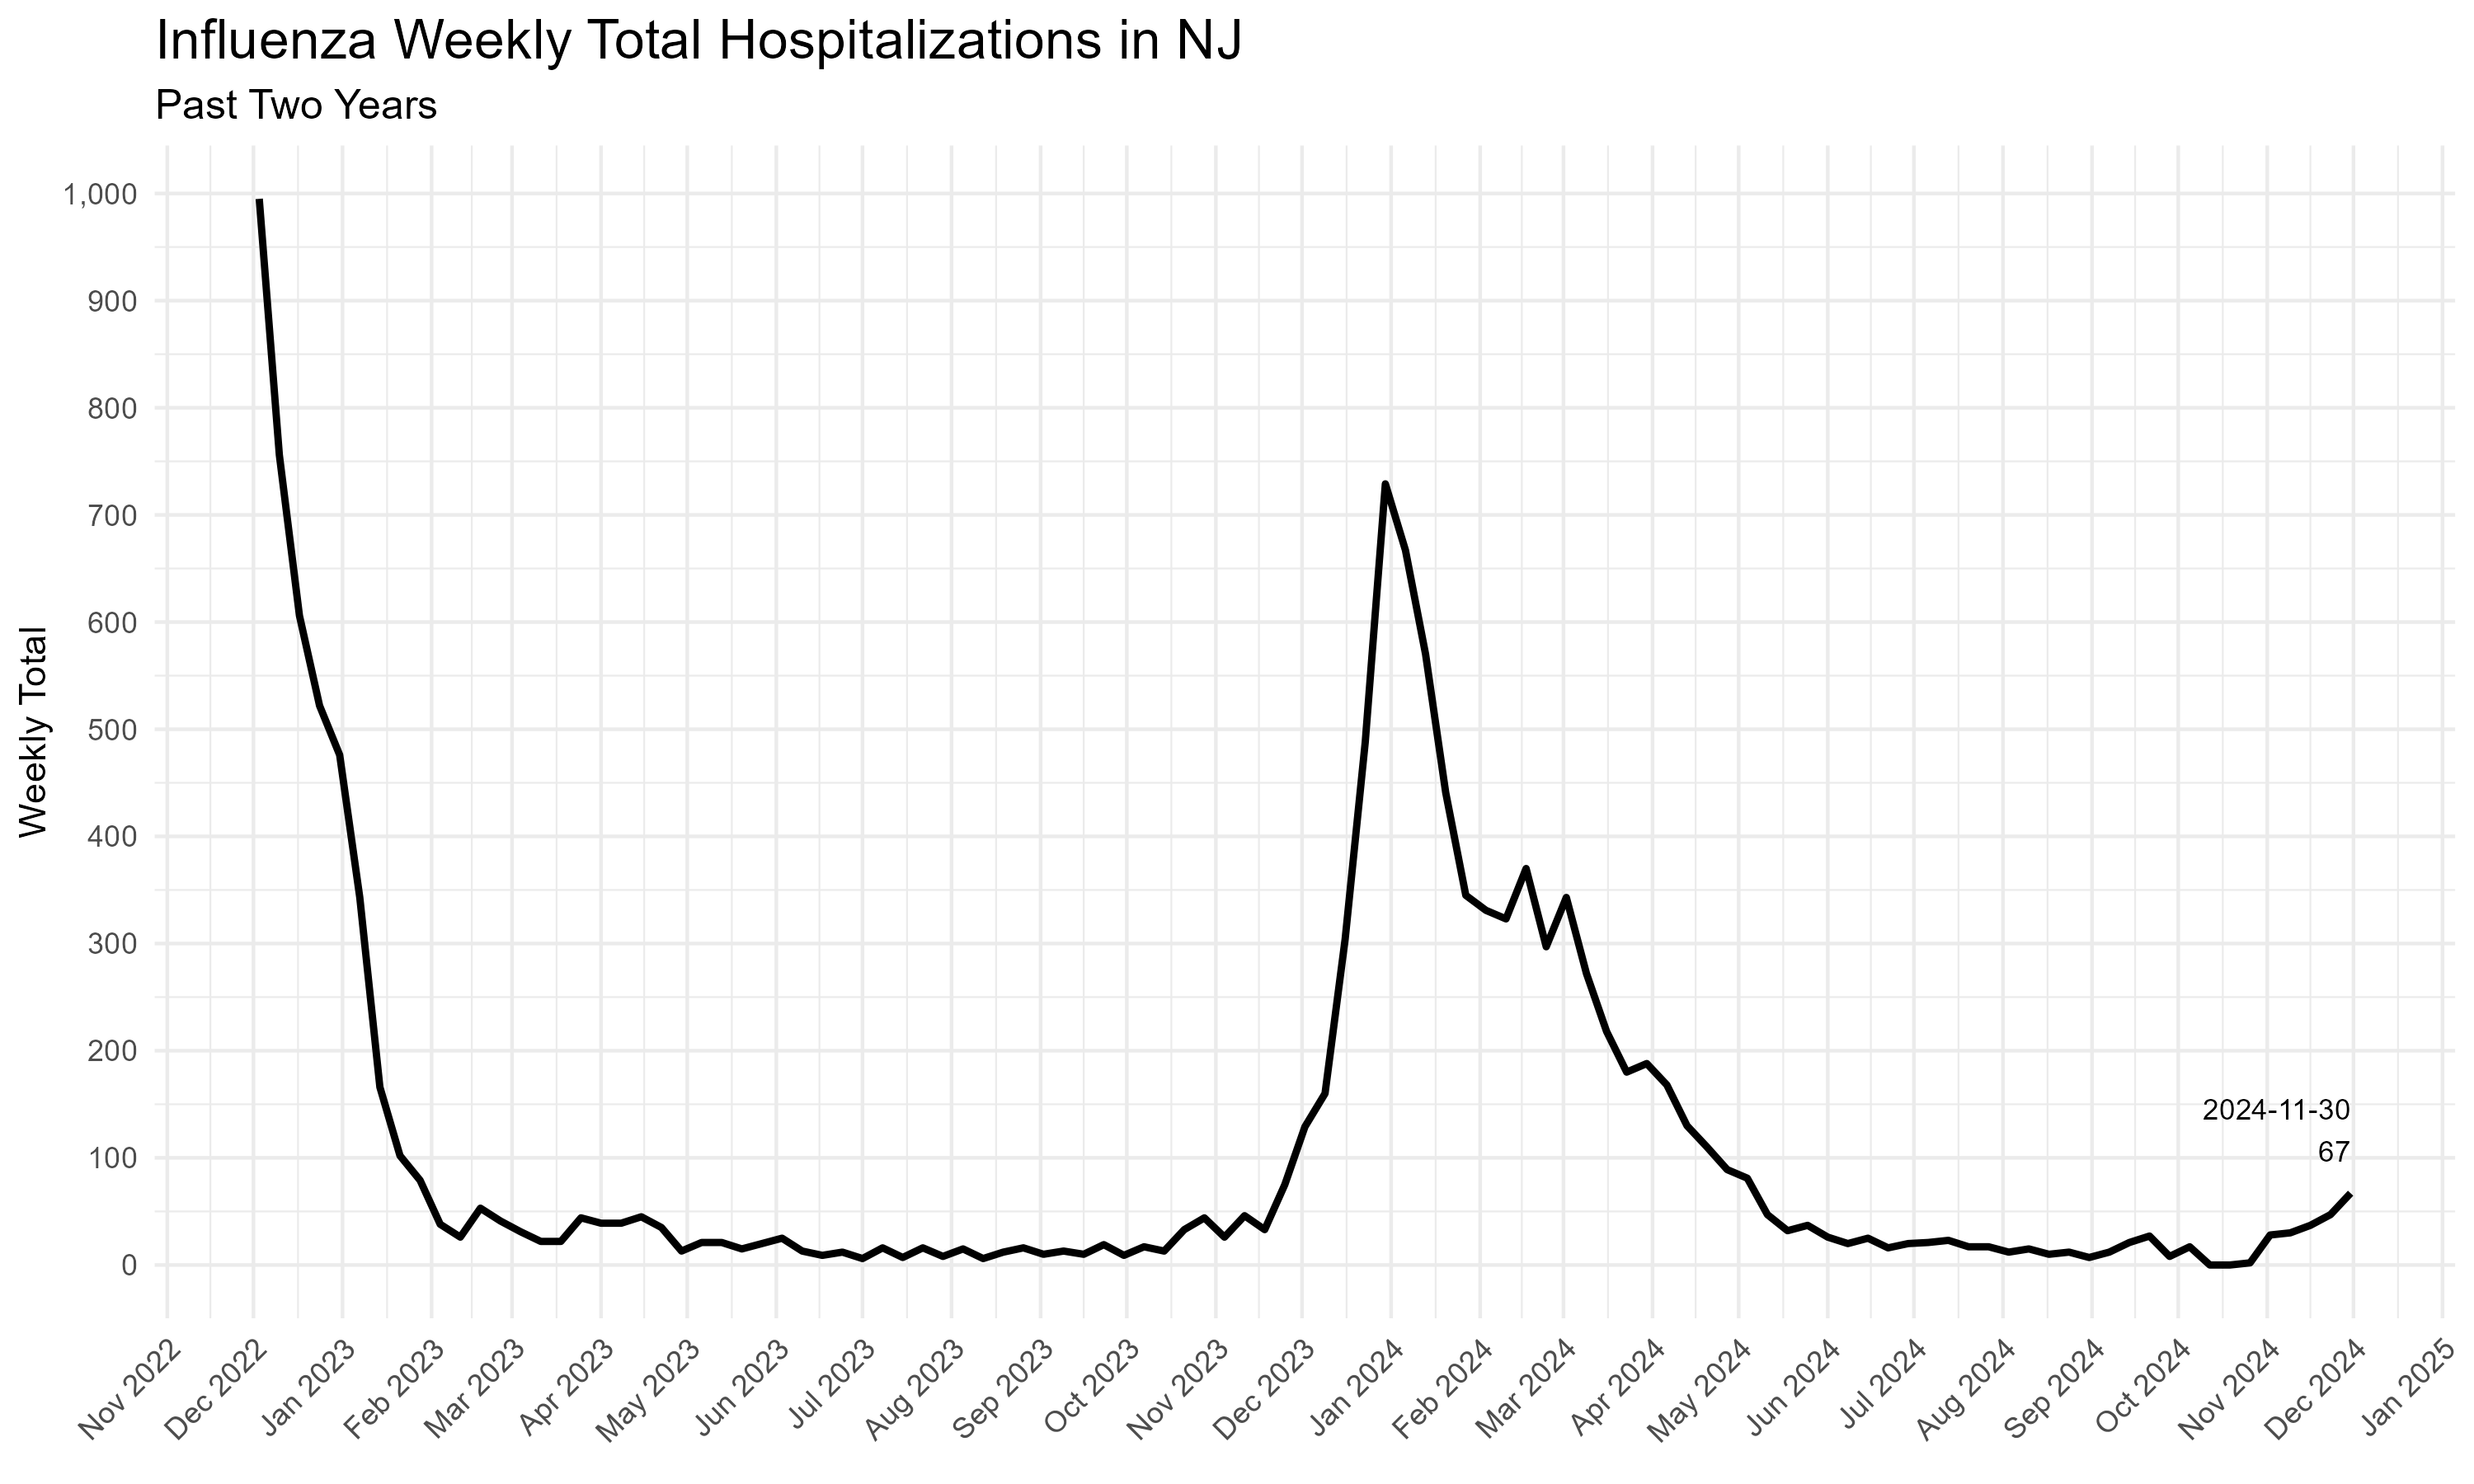 Influenza Weekly Total Hospitalizations in NJ
Past Two Years
Weekly Total
1,000
900
800
700
600
500
400
300
200
100
0
2024-11-30
67
Nov 2022
Dec 2022
Jan 2023
Feb 2023
Mar 2023
Apr 2023
May 2023
Jun 2023
Jul 2023
Aug 2023
Sep 2023
Oct 2023
Nov 2023
Dec 2023
Jan 2024
Feb 2024
Mar 2024
Apr 2024
May 2024
Jun 2024
Jul 2024
Aug 2024
Sep 2024
Oct 2024
Nov 2024
Dec 2024
Jan 2025